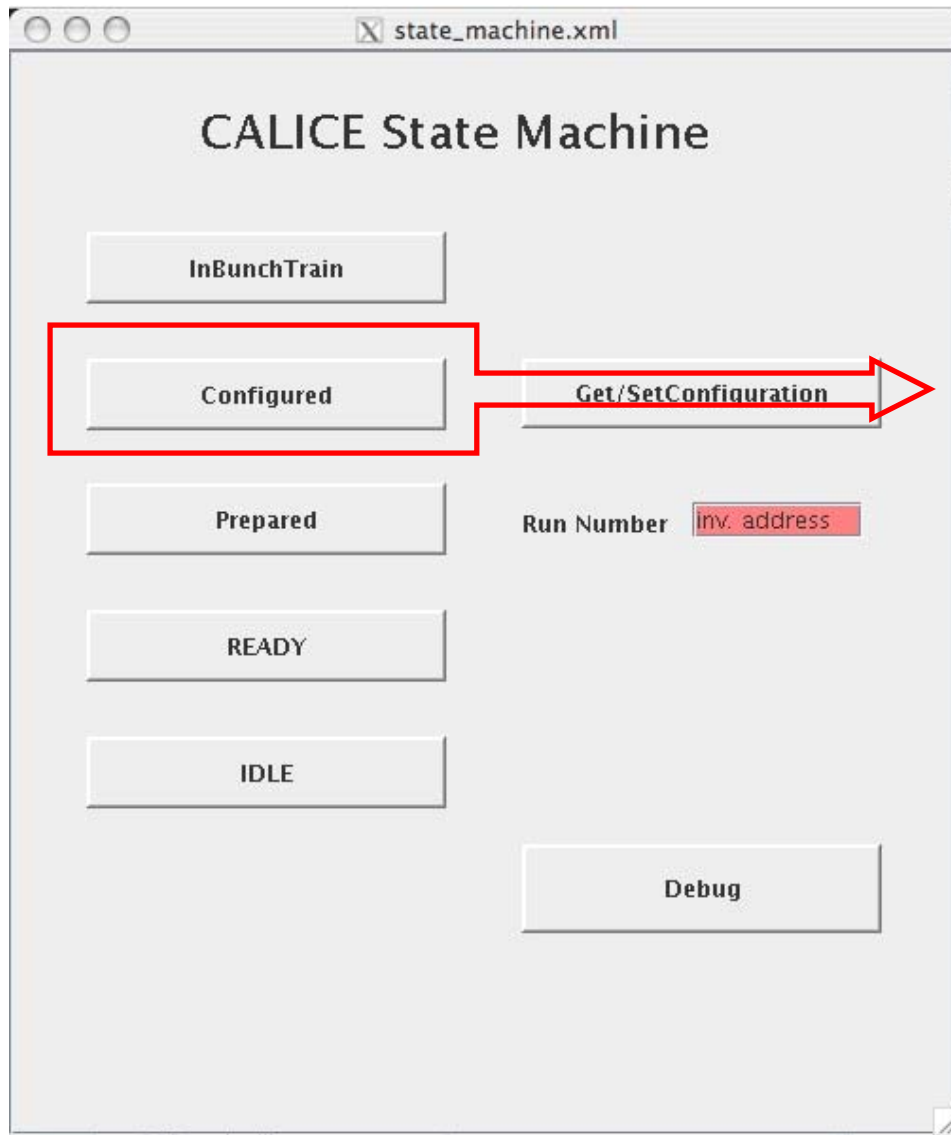 state_machine.xml
CALICE State Machine
InBunchTrain
Configured
Get/SetConfiguration
Prepared
Run Number inv. address
READY
IDLE
Debug